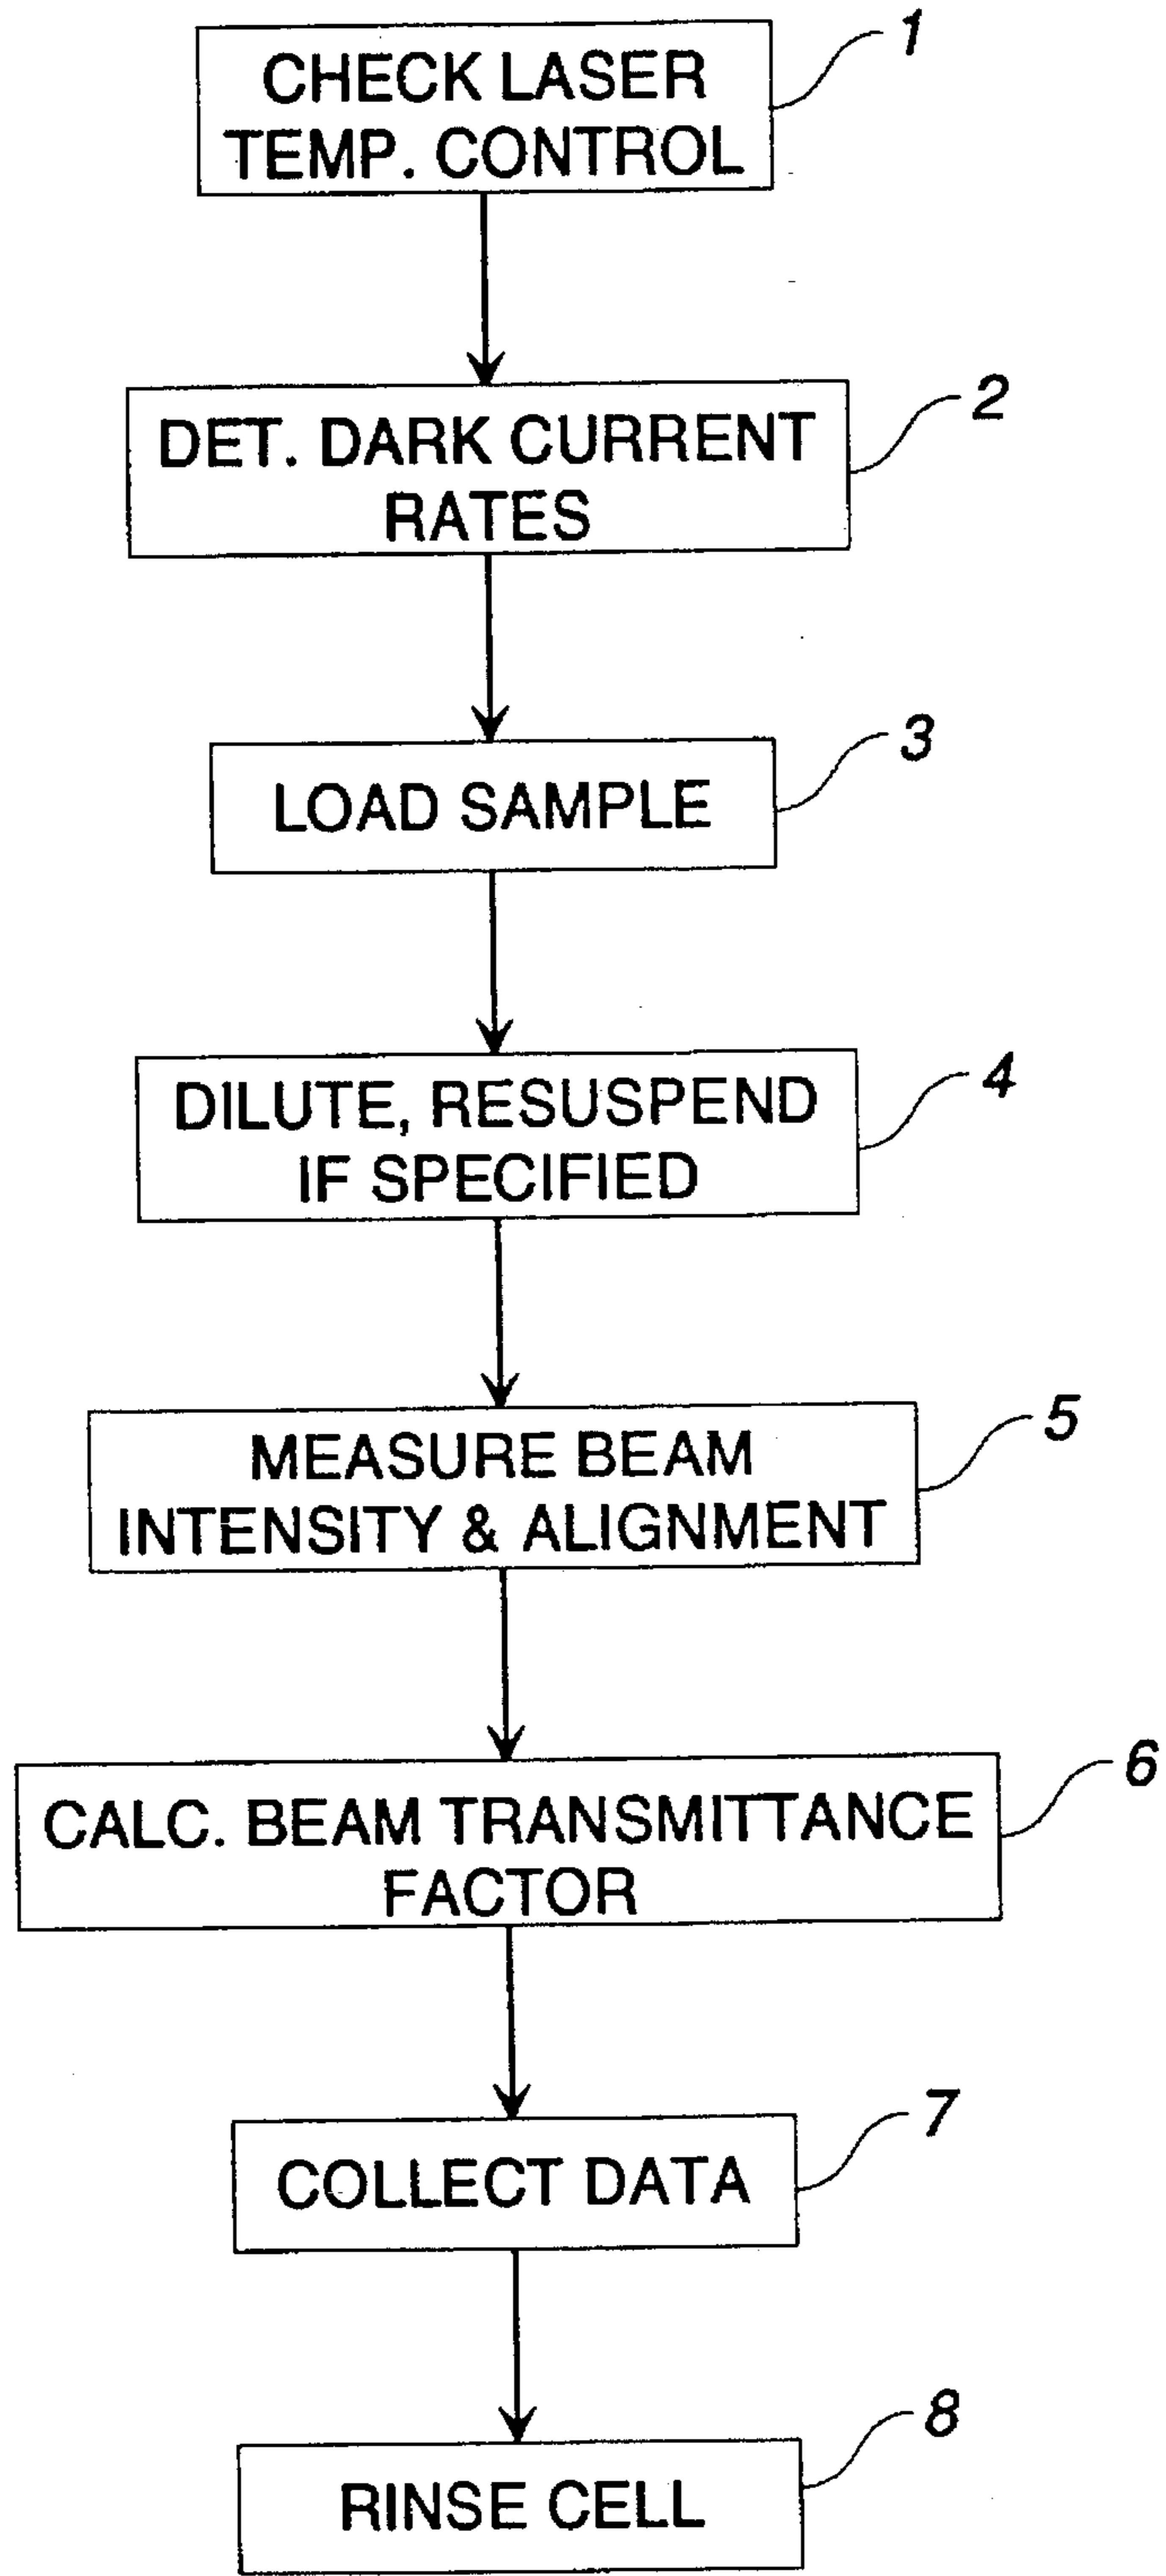 1
CHECK LASER
TEMP. CONTROL
2
DET. DARK CURRENT
RATES
3
LOAD SAMPLE
4
DILUTE, RESUSPEND
IF SPECIFIED
5
MEASURE BEAM
INTENSITY & ALIGNMENT
6
CALC. BEAM TRANSMITTANCE
FACTOR
7
COLLECT DATA
8
RINSE CELL